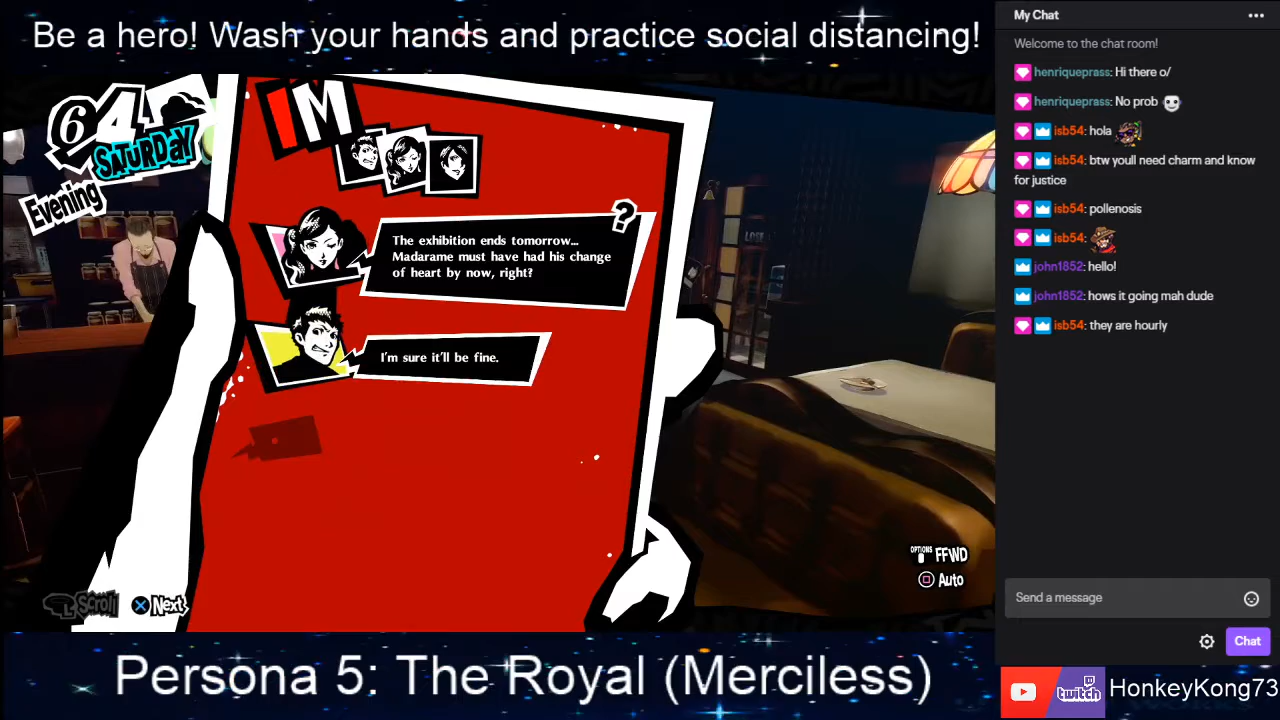 Be a hero! Wash your hands and practice social distancing!
6/4
SATURDAY
Evening
IM
The exhibition ends tomorrow...
Madarame must have had his change
of heart by now, right?
?
I'm sure it'll be fine.
OPTIONS FFWD
Auto
L Scroll
Next
Persona 5: The Royal (Merciless)
My Chat
Welcome to the chat room!
henriqueprass: Hi there o/
henriqueprass: No prob
isb54: hola
isb54: btw youll need charm and know
for justice
isb54: pollenosis
isb54:
john1852: hello!
john1852: hows it going mah dude
isb54: they are hourly
Send a message
Chat
twitch
HonkeyKong73